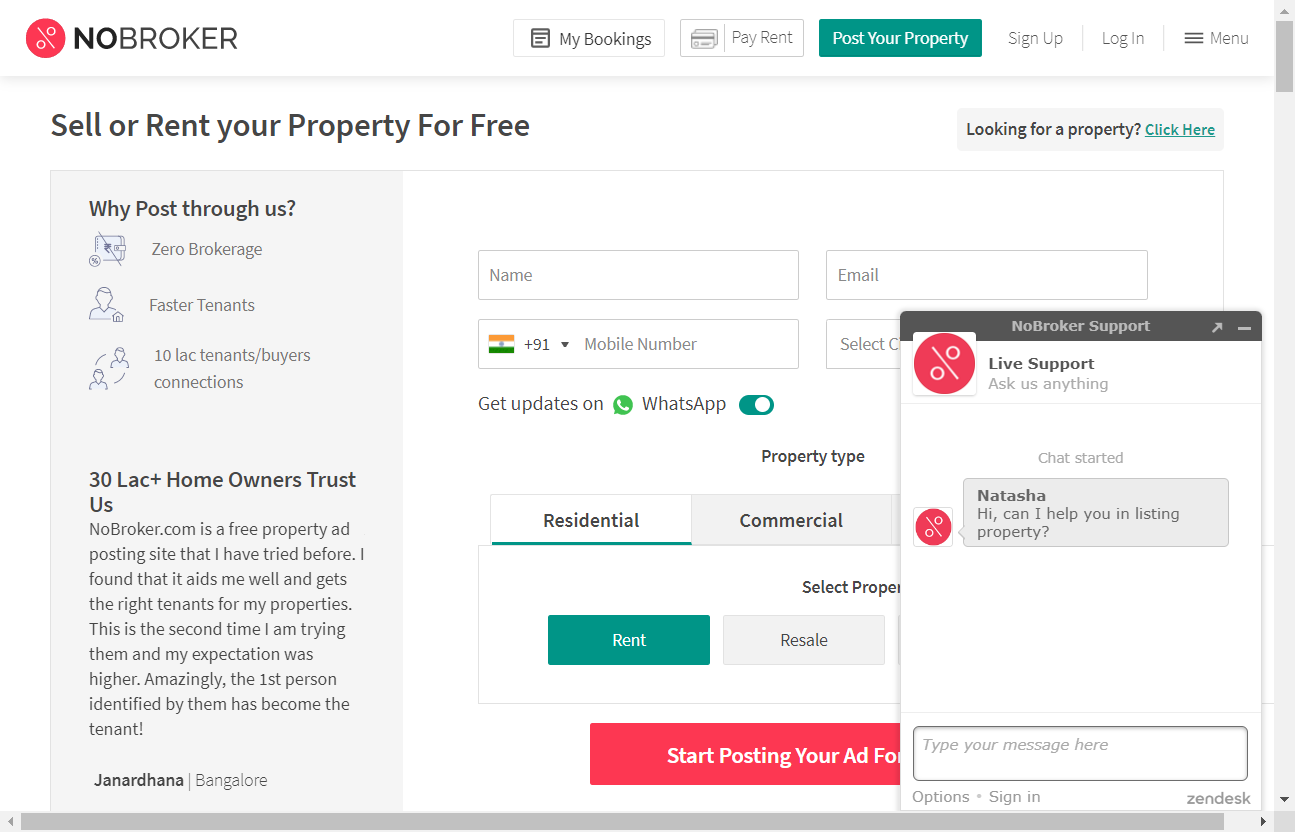 NOBROKER
My Bookings
Pay Rent
Post Your Property
Sign Up
Log In
Menu
Sell or Rent your Property For Free
Looking for a property? Click Here
Why Post through us?
Zero Brokerage
Faster Tenants
10 lac tenants/buyers
connections
30 Lac+ Home Owners Trust
Us
NoBroker.com is a free property ad
posting site that I have tried before. I
found that it aids me well and gets
the right tenants for my properties.
This is the second time I am trying
them and my expectation was
higher. Amazingly, the 1st person
identified by them has become the
tenant!
Janardhana | Bangalore
Name
Email
+91
Mobile Number
Select C
Get updates on WhatsApp
Property type
Residential
Commercial
Select Proper
Rent
Resale
Start Posting Your Ad For
NoBroker Support
Live Support
Ask us anything
Chat started
Natasha
Hi, can I help you in listing
property?
Type your message here
Options • Sign in
zendesk